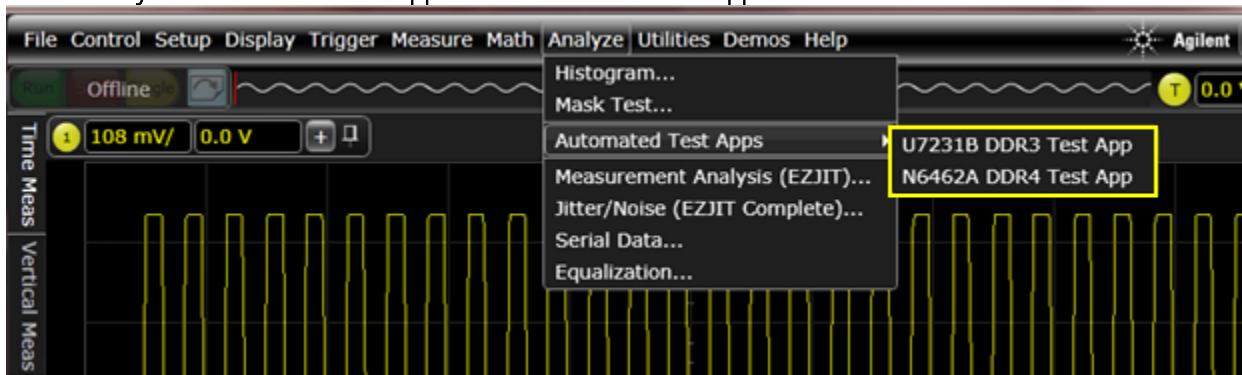 File Control Setup Display Trigger Measure Math Analyze Utilities Demos Help Agilent
Offline
T 0.0
1 108 mV/ 0.0 V +
Histogram...
Mask Test...
Automated Test Apps
U7231B DDR3 Test App
N6462A DDR4 Test App
Measurement Analysis (EZJIT)...
Jitter/Noise (EZJIT Complete)...
Serial Data...
Equalization...
Time Meas
Vertical Meas